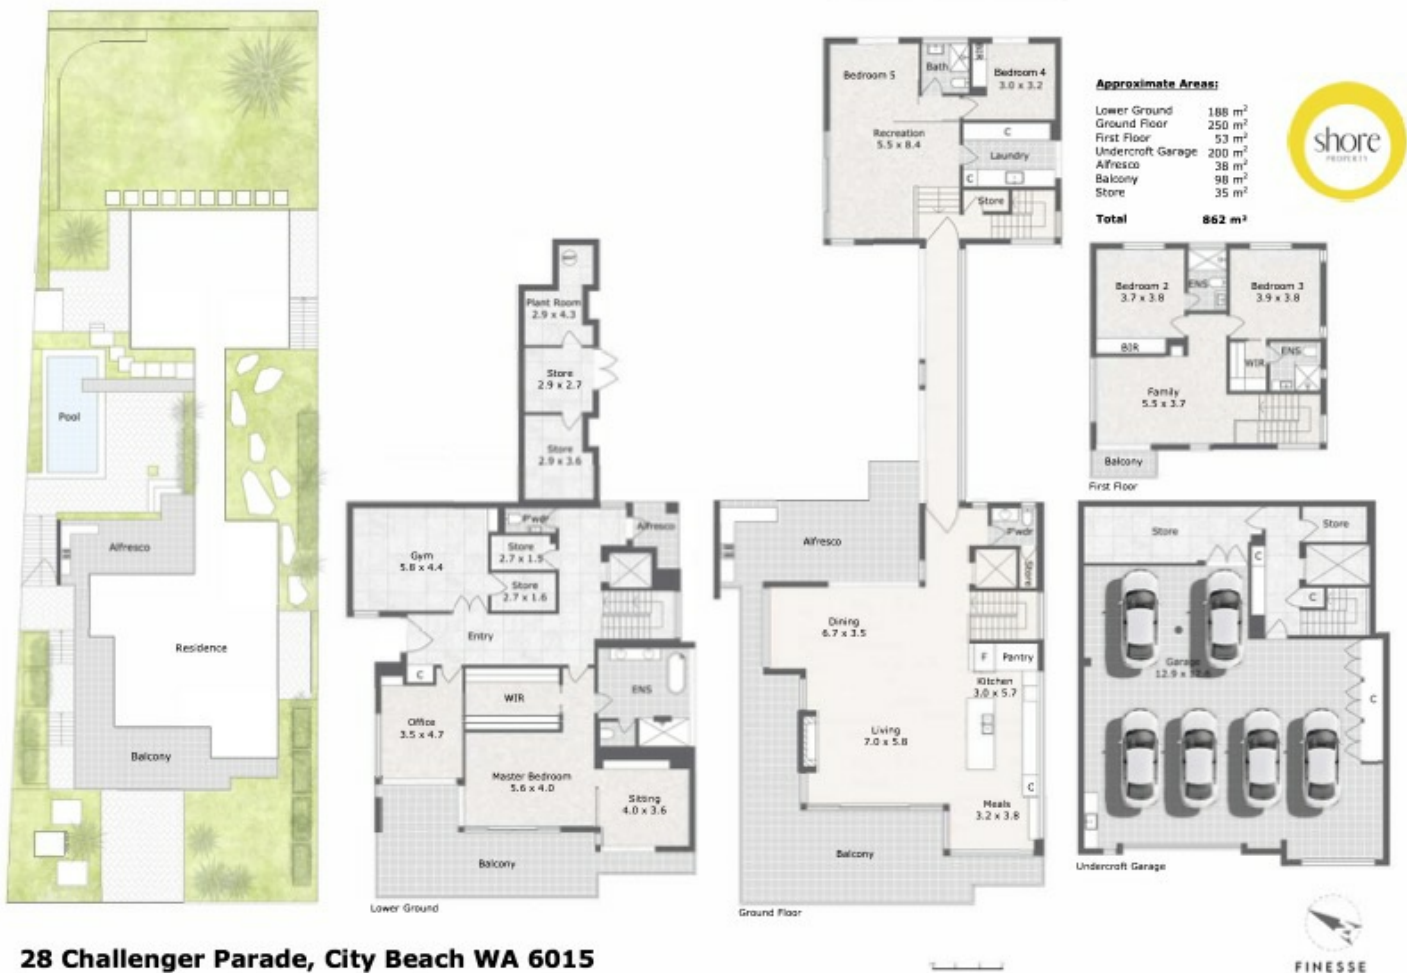 Pool
Alfresco
Residence
Balcony
Plant Room
2.9 x 4.3
Store
2.9 x 2.7
Store
2.9 x 3.6
Gym
5.8 x 4.4
P'wdr
Store
2.7 x 1.5
Store
2.7 x 1.6
Alfresco
Entry
C
WIR
ENS
Office
3.5 x 4.7
Master Bedroom
5.6 x 4.0
Sitting
4.0 x 3.6
Balcony
Lower Ground
Bedroom 5
Bath
BIR
Bedroom 4
3.0 x 3.2
Recreation
5.5 x 8.4
C
Laundry
C
Store
Alfresco
P'wdr
Store
Dining
6.7 x 3.5
F
Pantry
Kitchen
3.0 x 5.7
Living
7.0 x 5.8
C
Meals
3.2 x 3.8
Balcony
Ground Floor
Approximate Areas:
Lower Ground 188 m²
Ground Floor 250 m²
First Floor 53 m²
Undercroft Garage 200 m²
Alfresco 38 m²
Balcony 98 m²
Store 35 m²
Total 862 m²
shore
PROPERTY
Bedroom 2
3.7 x 3.8
ENS
Bedroom 3
3.9 x 3.8
BIR
WIR
ENS
Family
5.5 x 3.7
Balcony
First Floor
Store
Store
C
C
Garage
12.9 x
C
Undercroft Garage
28 Challenger Parade, City Beach WA 6015
FINESSE